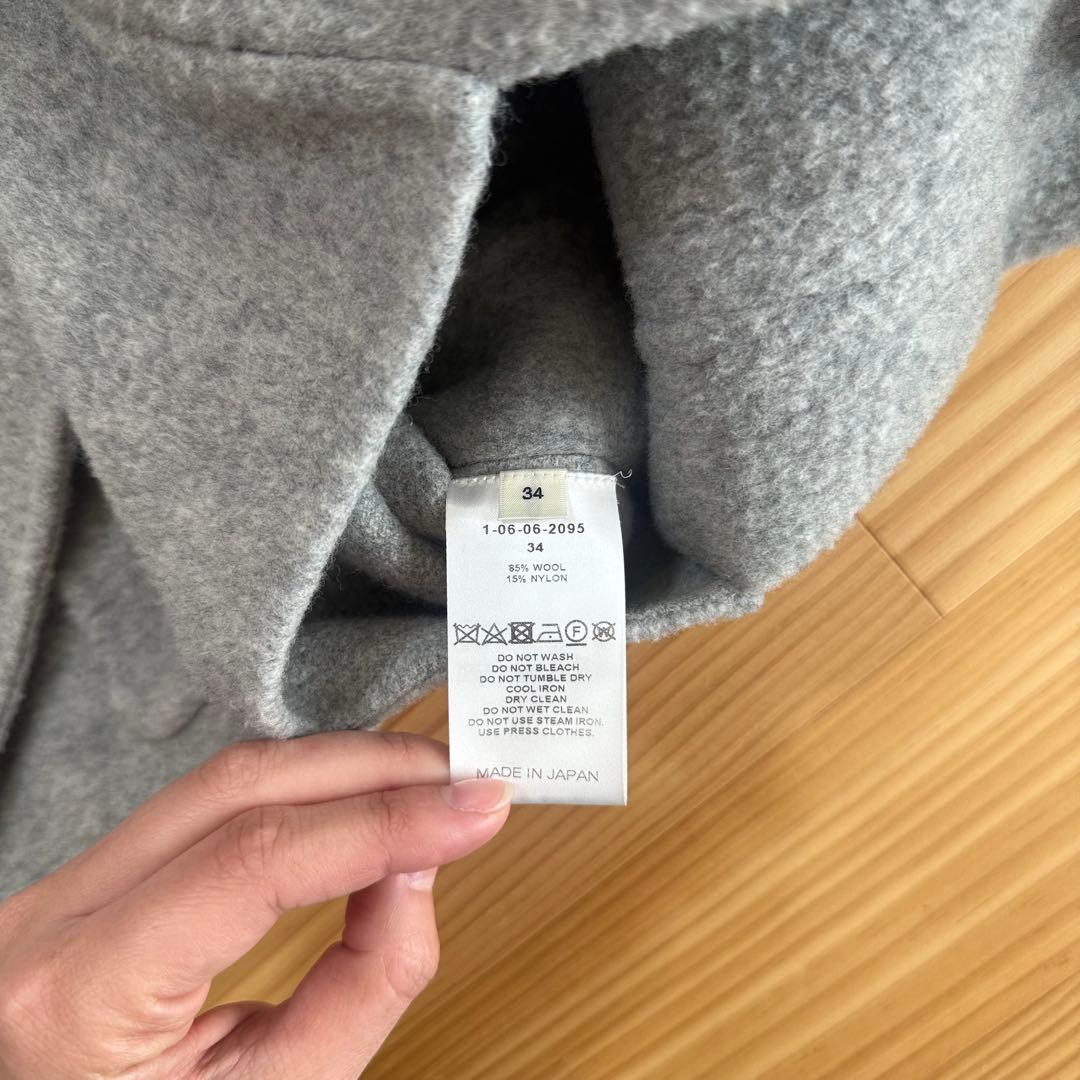 34
1-06-06-2095
34
85% WOOL
15% NYLON
F
W
DO NOT WASH
DO NOT BLEACH
DO NOT TUMBLE DRY
COOL IRON
DRY CLEAN
DO NOT WET CLEAN
DO NOT USE STEAM IRON.
USE PRESS CLOTHES.
MADE IN JAPAN